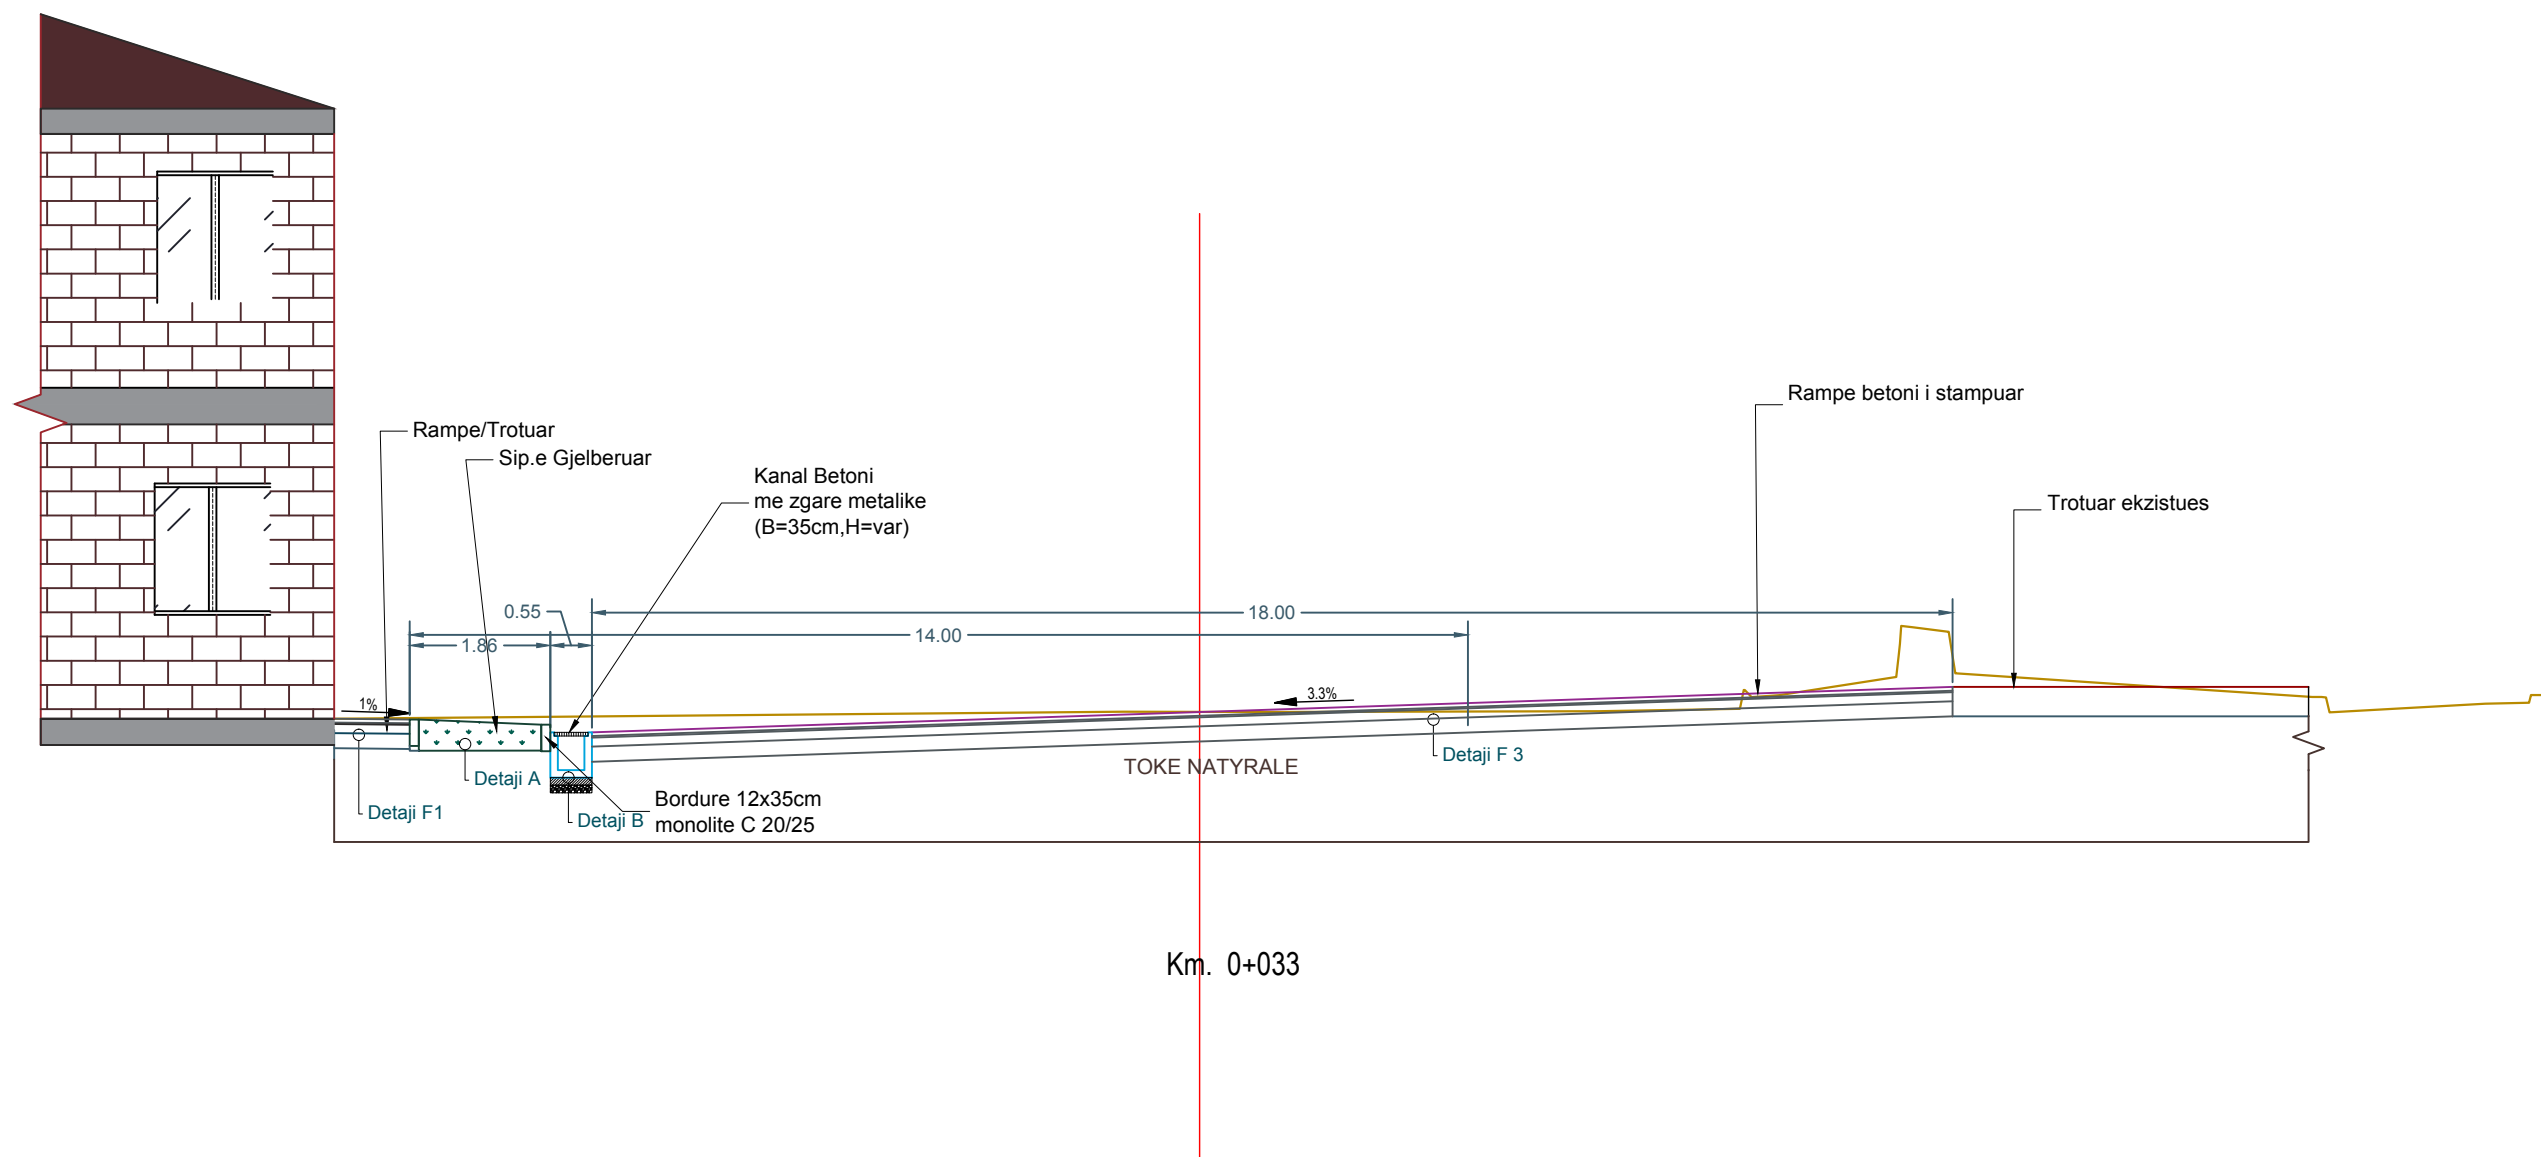 Rampe betoni i stampuar
Rampe/Trotuar
Sip.e Gjelberuar
Kanal Betoni
me zgare metalike
(B=35cm,H=var)
Trotuar ekzistues
0.55
18.00
14.00
1.86
1%
3.3%
Detaji F 3
TOKE NATYRALE
Detaji A
Bordure 12x35cm
monolite C 20/25
Detaji F1
Detaji B
Km. 0+033